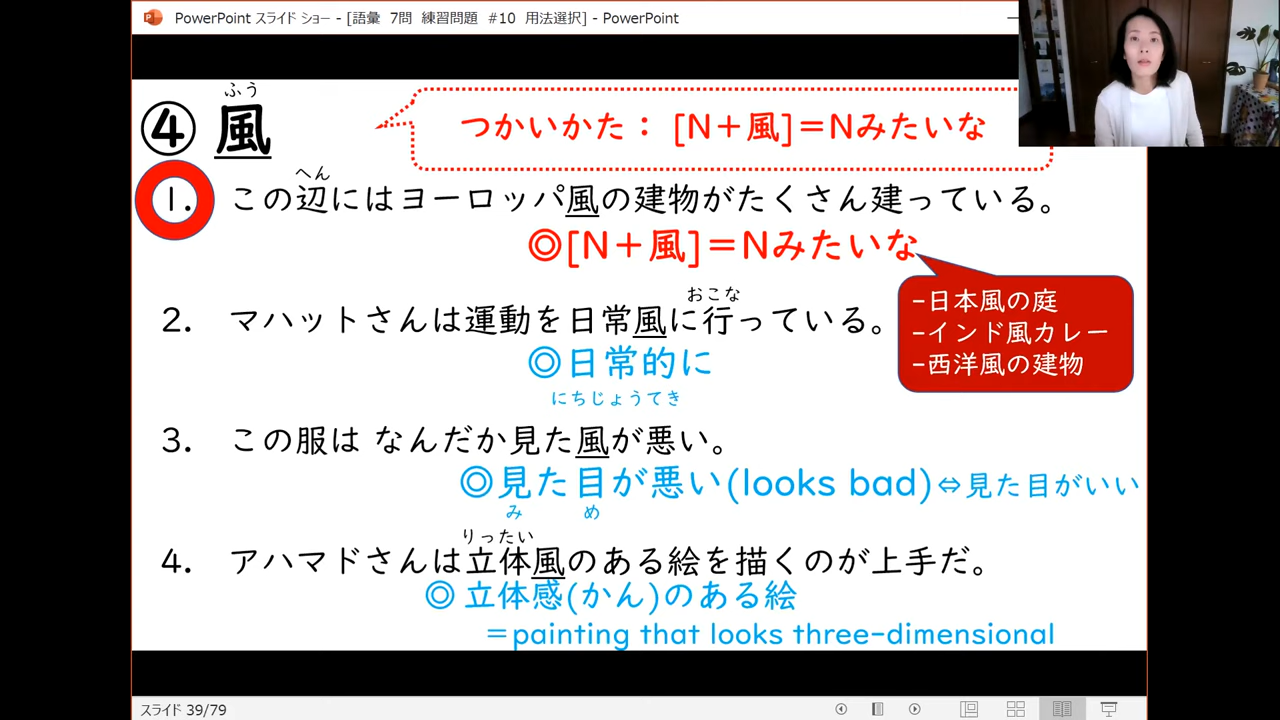 PowerPoint スライド ショー - [語彙 7問 練習問題 #10 用法選択] - PowerPoint
ふう
④ 風
つかいかた： [N＋風]＝Nみたいな
へん
1. この辺にはヨーロッパ風の建物がたくさん建っている。
◎[N＋風]＝Nみたいな
-日本風の庭
-インド風カレー
-西洋風の建物
おこな
2. マハットさんは運動を日常風に行っている。
◎日常的に
にちじょうてき
3. この服は なんだか見た風が悪い。
◎見た目が悪い(looks bad)⇔見た目がいい
み め
りったい
4. アハマドさんは立体風のある絵を描くのが上手だ。
◎ 立体感(かん)のある絵
＝painting that looks three-dimensional
スライド 39/79